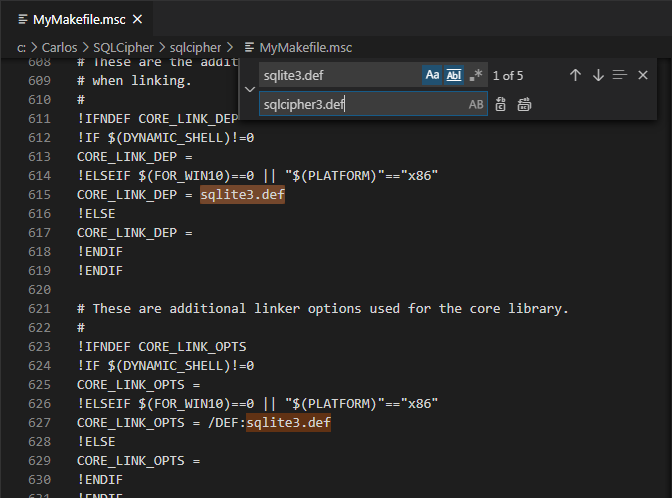 MyMakefile.msc
c: > Carlos > SQLCipher > sqlcipher > MyMakefile.msc
sqlite3.def Aa Abl .* 1 of 5
sqlcipher3.def AB
608 # These are the addit
609 # when linking.
610 #
611 !IFNDEF CORE_LINK_DEP
612 !IF $(DYNAMIC_SHELL)!=0
613 CORE_LINK_DEP =
614 !ELSEIF $(FOR_WIN10)==0 || "$(PLATFORM)"=="x86"
615 CORE_LINK_DEP = sqlite3.def
616 !ELSE
617 CORE_LINK_DEP =
618 !ENDIF
619 !ENDIF
620
621 # These are additional linker options used for the core library.
622 #
623 !IFNDEF CORE_LINK_OPTS
624 !IF $(DYNAMIC_SHELL)!=0
625 CORE_LINK_OPTS =
626 !ELSEIF $(FOR_WIN10)==0 || "$(PLATFORM)"=="x86"
627 CORE_LINK_OPTS = /DEF:sqlite3.def
628 !ELSE
629 CORE_LINK_OPTS =
630 !ENDIF
631 !ENDIF